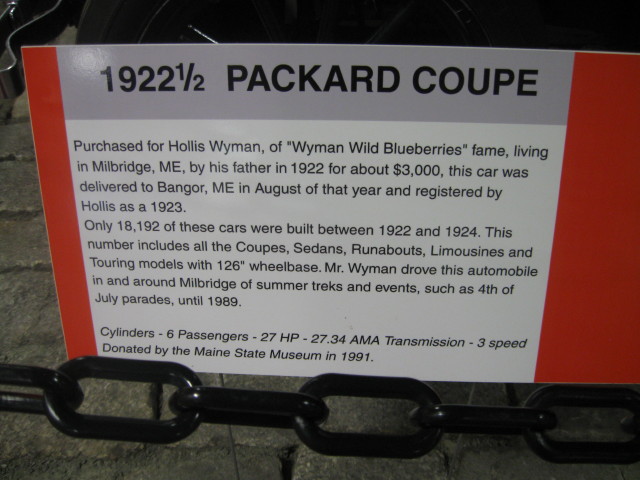 1922½ PACKARD COUPE
Purchased for Hollis Wyman, of "Wyman Wild Blueberries" fame, living
in Milbridge, ME, by his father in 1922 for about $3,000, this car was
delivered to Bangor, ME in August of that year and registered by
Hollis as a 1923.
Only 18,192 of these cars were built between 1922 and 1924. This
number includes all the Coupes, Sedans, Runabouts, Limousines and
Touring models with 126" wheelbase. Mr. Wyman drove this automobile
in and around Milbridge of summer treks and events, such as 4th of
July parades, until 1989.
Cylinders - 6 Passengers - 27 HP - 27.34 AMA Transmission - 3 speed
Donated by the Maine State Museum in 1991.